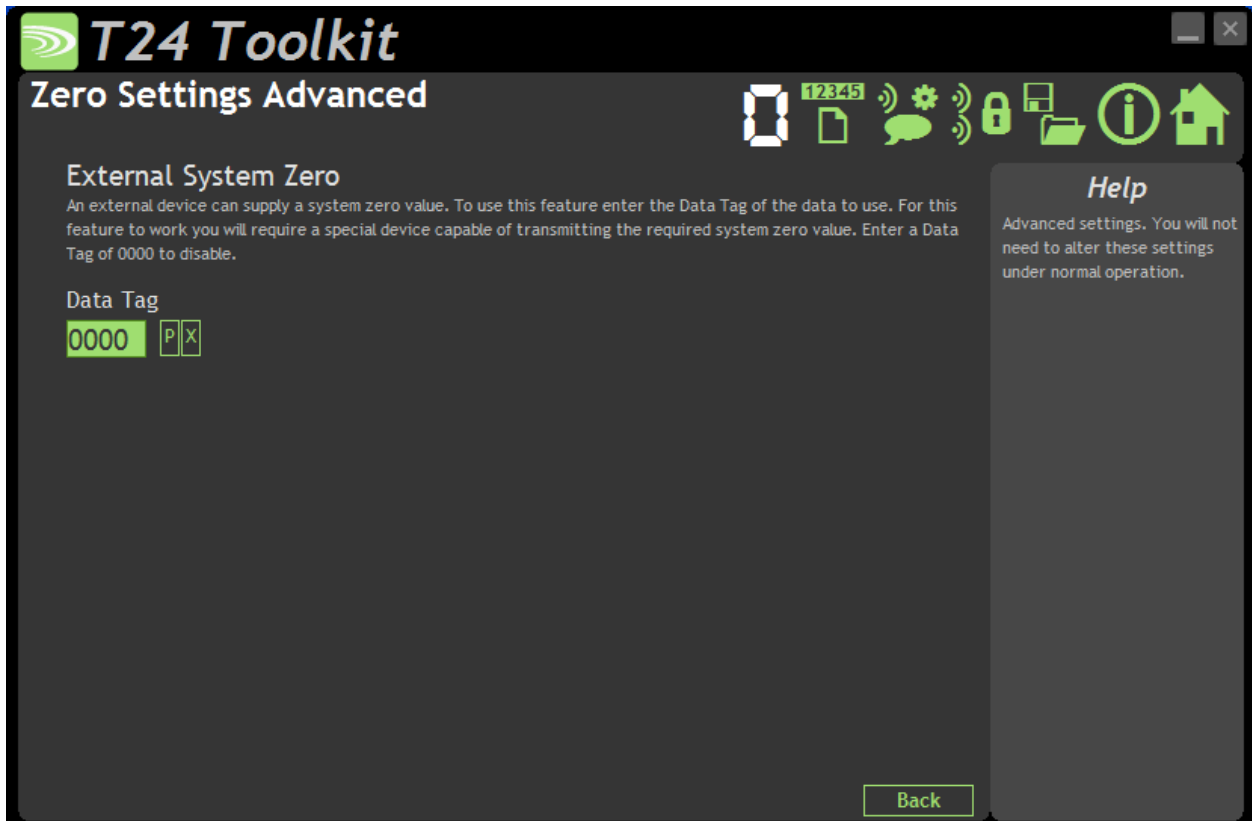 T24 Toolkit
Zero Settings Advanced
0
12345
External System Zero
An external device can supply a system zero value. To use this feature enter the Data Tag of the data to use. For this
feature to work you will require a special device capable of transmitting the required system zero value. Enter a Data
Tag of 0000 to disable.
Data Tag
0000 P X
Back
Help
Advanced settings. You will not
need to alter these settings
under normal operation.